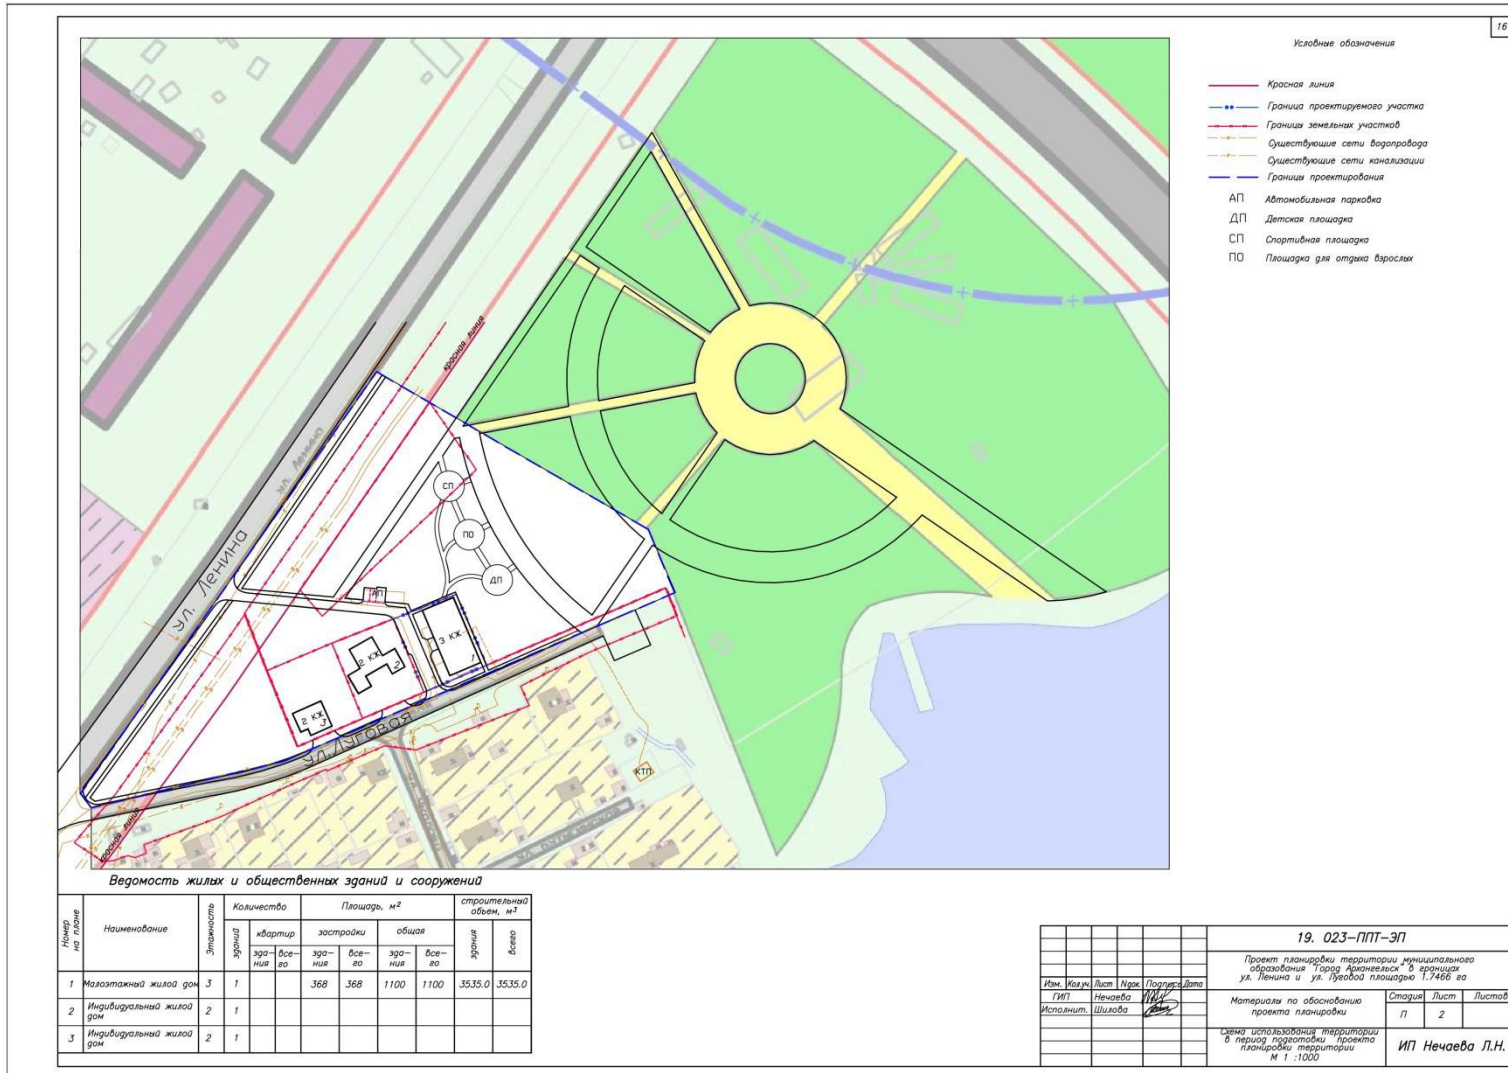 16
Условные обозначения
Красная линия
Граница проектируемого участка
Границы земельных участков
Существующие сети водопровода
Существующие сети канализации
Границы проектирования
АП Автомобильная парковка
ДП Детская площадка
СП Спортивная площадка
ПО Площадка для отдыха взрослых
красная линия
ул. Ленина
ул. Ленина
СП
ПО
ДП
АП
3 КЖ
1
2 КЖ
2
2 КЖ
3
ул. Луговая
КТП
красная линия
Ведомость жилых и общественных зданий и сооружений
Номер на плане
Наименование
Этажность
Количество
Площадь, м²
строительный объем, м³
зданий
квартир
застройки
общая
здания
всего
зда-ния
все-го
зда-ния
все-го
зда-ния
все-го
1 Малоэтажный жилой дом 3 1 368 368 1100 1100 3535.0 3535.0
2 Индивидуальный жилой дом 2 1
3 Индивидуальный жилой дом 2 1
19. 023-ППТ-ЭП
Проект планировки территории муниципального
образования "Город Архангельск" в границах
ул. Ленина и ул. Луговой площадью 1.7466 га
Изм. Кол.уч. Лист №док. Подпись Дата
ГИП Нечаева
Исполнит. Шилова
Материалы по обоснованию
проекта планировки
Стадия Лист Листов
П 2
Схема использования территории
в период подготовки проекта
планировки территории
М 1 :1000
ИП Нечаева Л.Н.